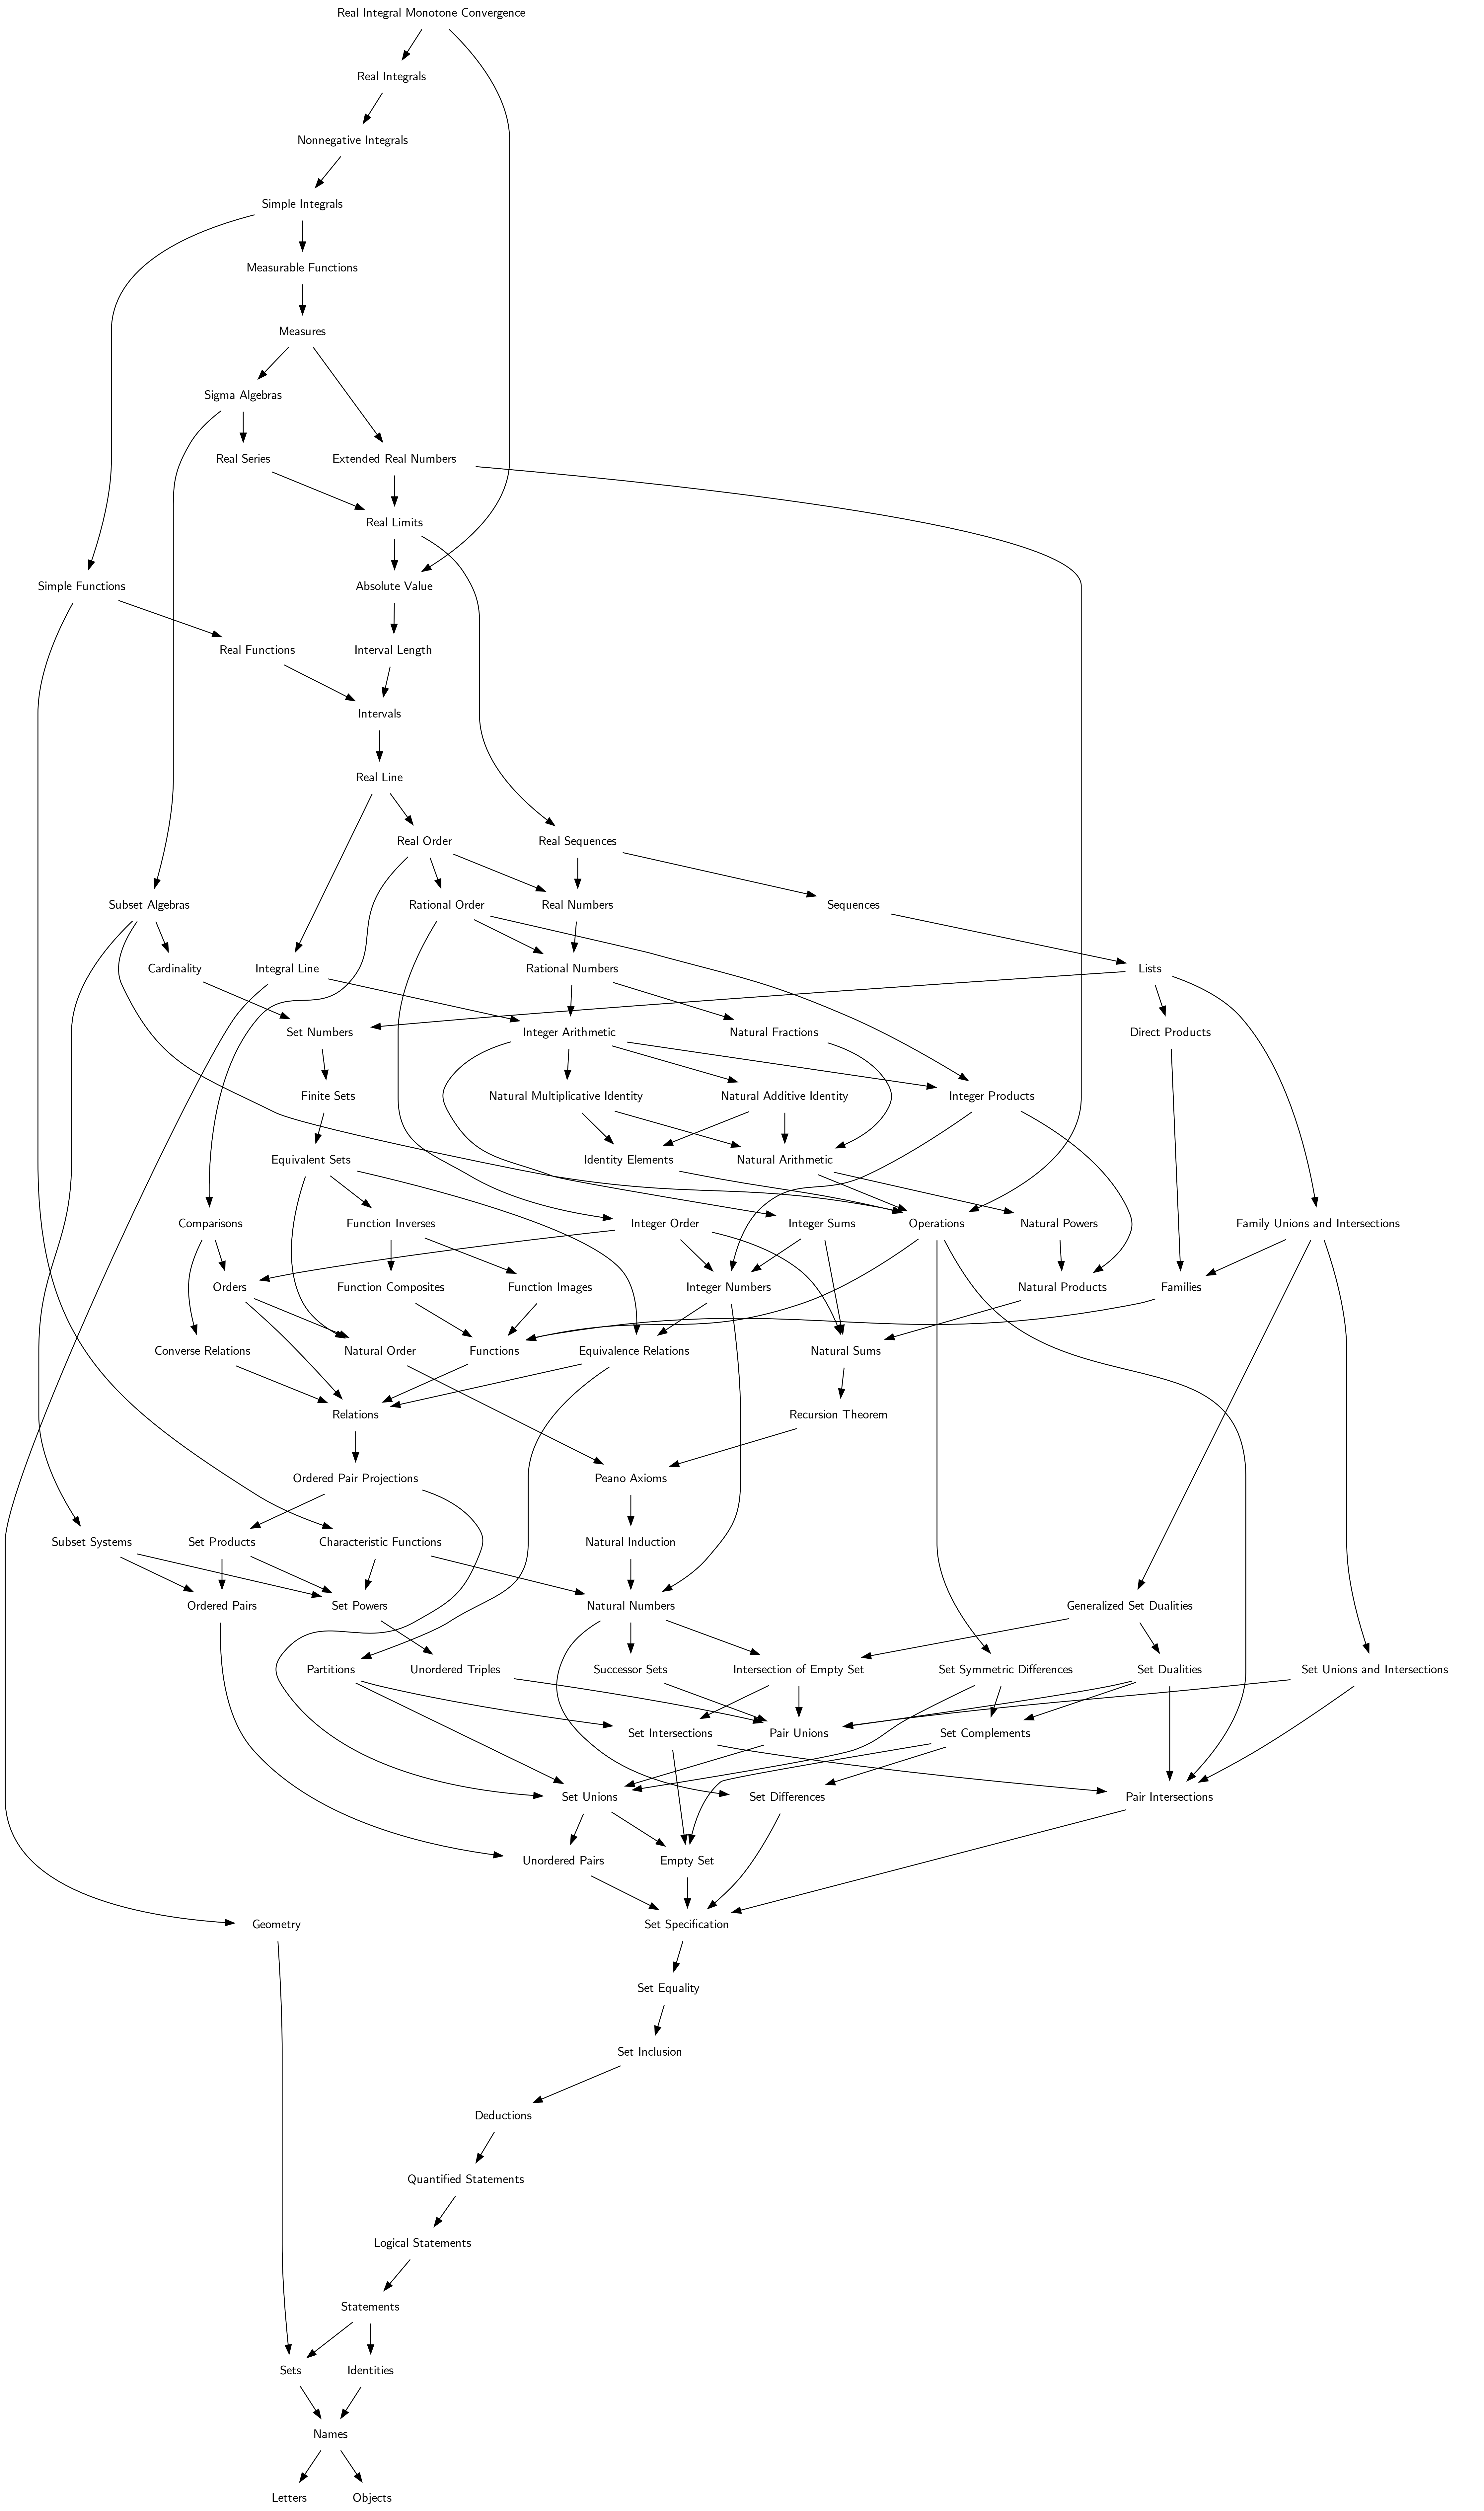 Real Integral Monotone Convergence
Real Integrals
Nonnegative Integrals
Simple Integrals
Measurable Functions
Measures
Sigma Algebras
Real Series
Extended Real Numbers
Real Limits
Simple Functions
Absolute Value
Real Functions
Interval Length
Intervals
Real Line
Real Order
Real Sequences
Subset Algebras
Rational Order
Real Numbers
Sequences
Cardinality
Integral Line
Rational Numbers
Lists
Set Numbers
Integer Arithmetic
Natural Fractions
Direct Products
Finite Sets
Natural Multiplicative Identity
Natural Additive Identity
Integer Products
Equivalent Sets
Identity Elements
Natural Arithmetic
Comparisons
Function Inverses
Integer Order
Integer Sums
Operations
Natural Powers
Family Unions and Intersections
Orders
Function Composites
Function Images
Integer Numbers
Natural Products
Families
Converse Relations
Natural Order
Functions
Equivalence Relations
Natural Sums
Relations
Recursion Theorem
Ordered Pair Projections
Peano Axioms
Subset Systems
Set Products
Characteristic Functions
Natural Induction
Ordered Pairs
Set Powers
Natural Numbers
Generalized Set Dualities
Partitions
Unordered Triples
Successor Sets
Intersection of Empty Set
Set Symmetric Differences
Set Dualities
Set Unions and Intersections
Set Intersections
Pair Unions
Set Complements
Set Unions
Set Differences
Pair Intersections
Unordered Pairs
Empty Set
Geometry
Set Specification
Set Equality
Set Inclusion
Deductions
Quantified Statements
Logical Statements
Statements
Sets
Identities
Names
Letters
Objects